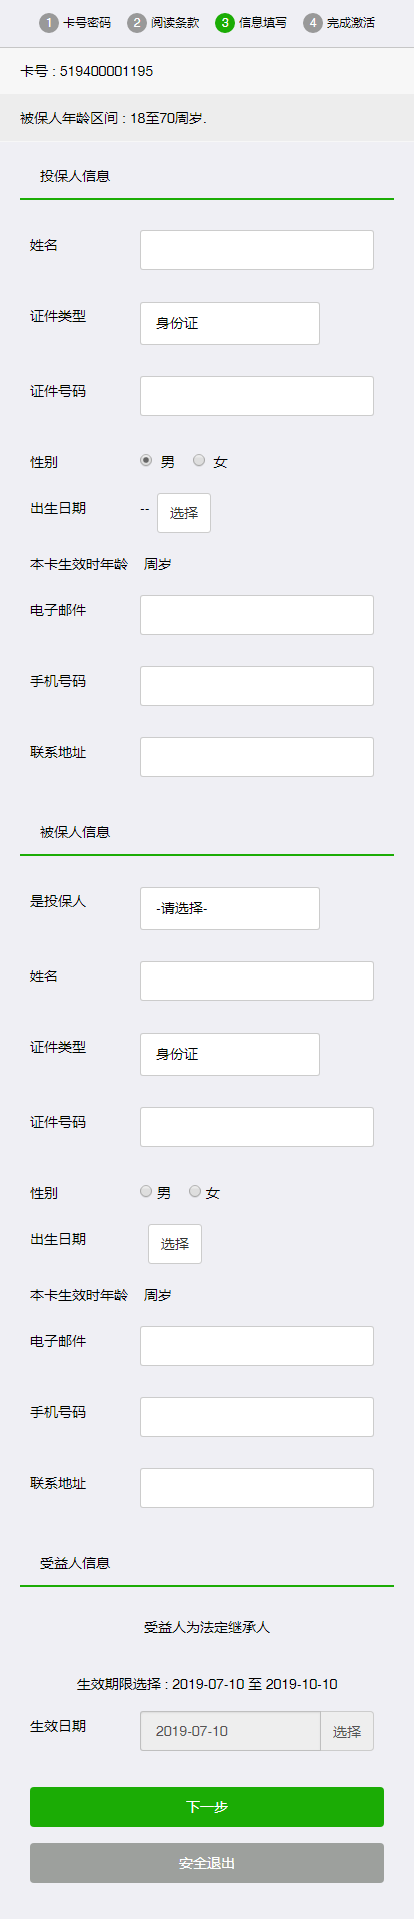 1 卡号密码 2 阅读条款 3 信息填写 4 完成激活
卡号 : 519400001195
被保人年龄区间 : 18至70周岁.
投保人信息
姓名
证件类型 身份证
证件号码
性别 男 女
出生日期 -- 选择
本卡生效时年龄 周岁
电子邮件
手机号码
联系地址
被保人信息
是投保人 -请选择-
姓名
证件类型 身份证
证件号码
性别 男 女
出生日期 选择
本卡生效时年龄 周岁
电子邮件
手机号码
联系地址
受益人信息
受益人为法定继承人
生效期限选择 : 2019-07-10 至 2019-10-10
生效日期 2019-07-10 选择
下一步
安全退出